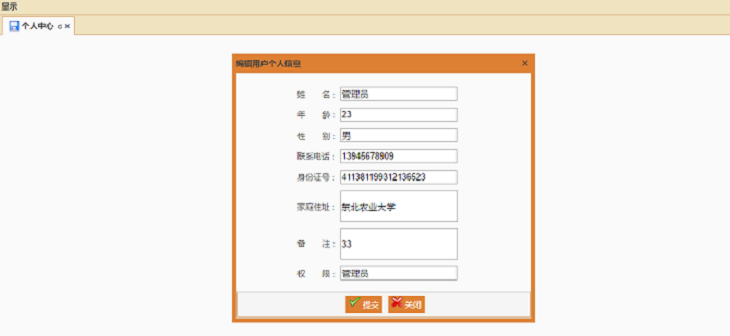 显示
个人中心
编辑用户个人信息
姓 名： 管理员
年 龄： 23
性 别： 男
联系电话： 13945678909
身份证号： 411381199312136523
家庭住址： 东北农业大学
备 注： 33
权 限： 管理员
提交 关闭